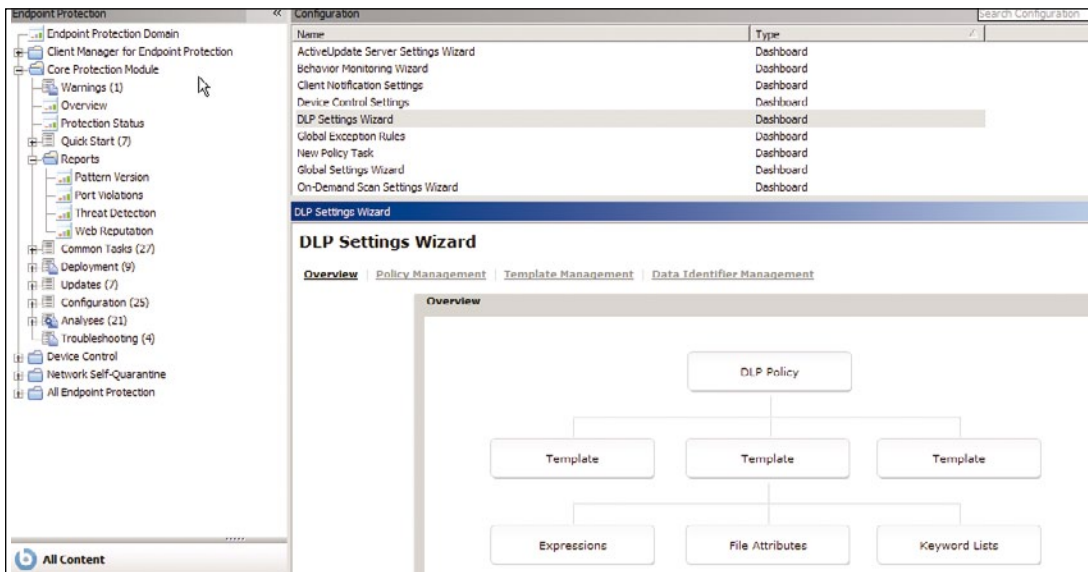 Endpoint Protection
«
Endpoint Protection Domain
Client Manager for Endpoint Protection
Core Protection Module
Warnings (1)
Overview
Protection Status
Quick Start (7)
Reports
Pattern Version
Port Violations
Threat Detection
Web Reputation
Common Tasks (27)
Deployment (9)
Updates (7)
Configuration (25)
Analyses (21)
Troubleshooting (4)
Device Control
Network Self-Quarantine
All Endpoint Protection
All Content
Configuration
Search Configuration
Name Type
ActiveUpdate Server Settings Wizard Dashboard
Behavior Monitoring Wizard Dashboard
Client Notification Settings Dashboard
Device Control Settings Dashboard
DLP Settings Wizard Dashboard
Global Exception Rules Dashboard
New Policy Task Dashboard
Global Settings Wizard Dashboard
On-Demand Scan Settings Wizard Dashboard
DLP Settings Wizard
DLP Settings Wizard
Overview | Policy Management | Template Management | Data Identifier Management
Overview
DLP Policy
Template Template Template
Expressions File Attributes Keyword Lists